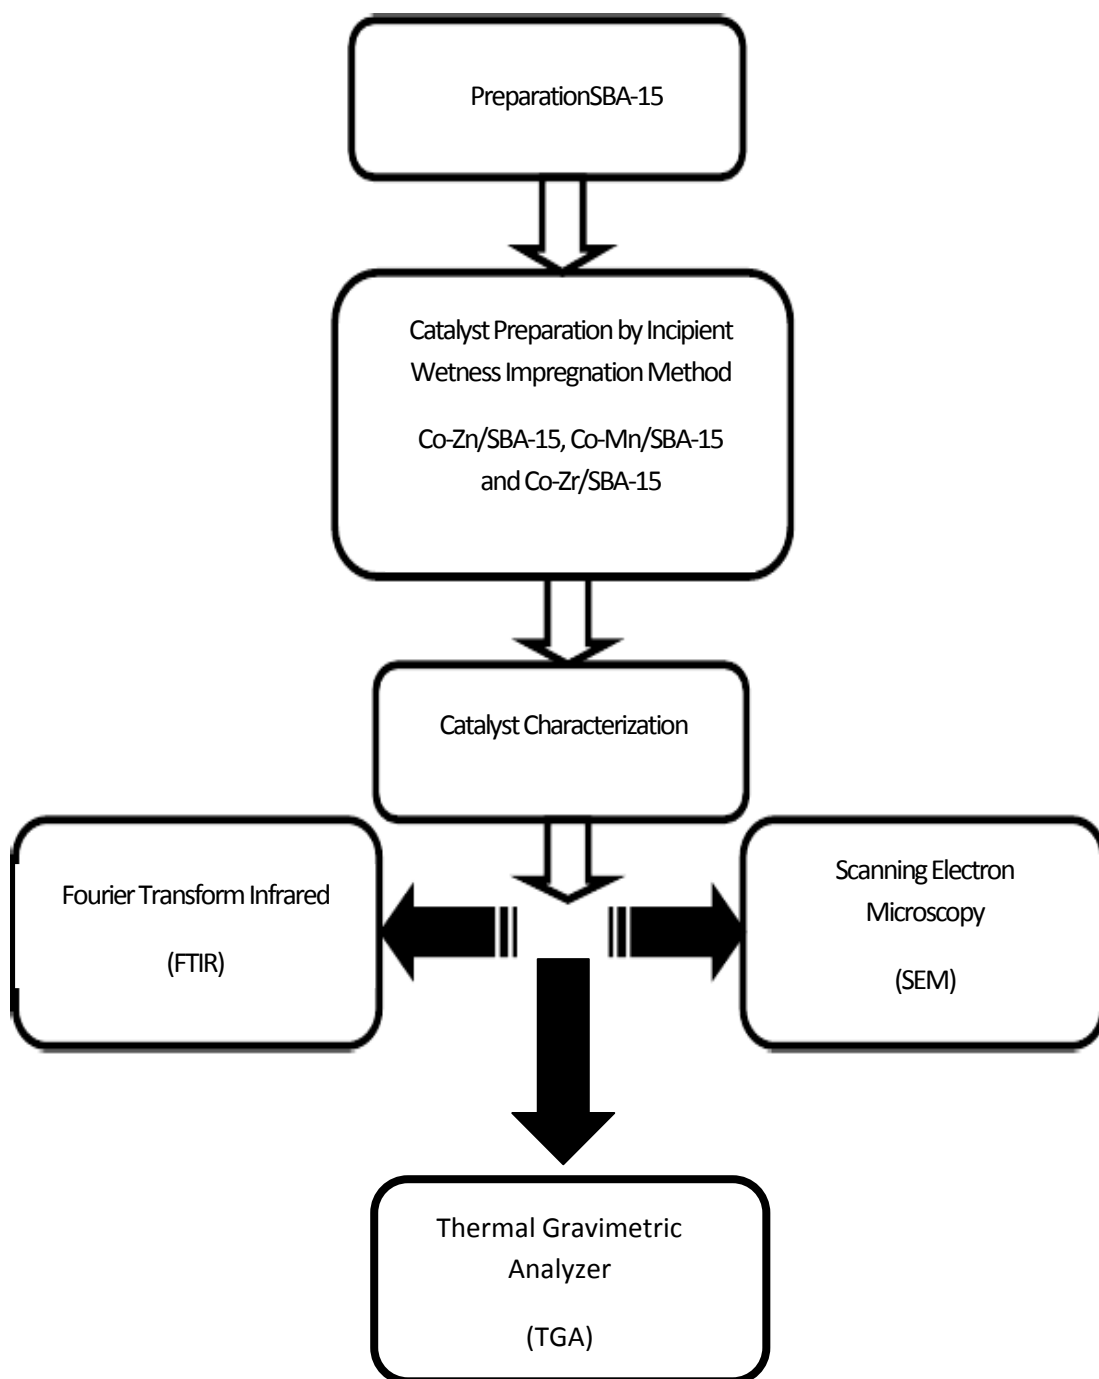 PreparationSBA-15
Catalyst Preparation by Incipient
Wetness Impregnation Method
Co-Zn/SBA-15, Co-Mn/SBA-15
and Co-Zr/SBA-15
Catalyst Characterization
Fourier Transform Infrared
(FTIR)
Scanning Electron
Microscopy
(SEM)
Thermal Gravimetric
Analyzer
(TGA)